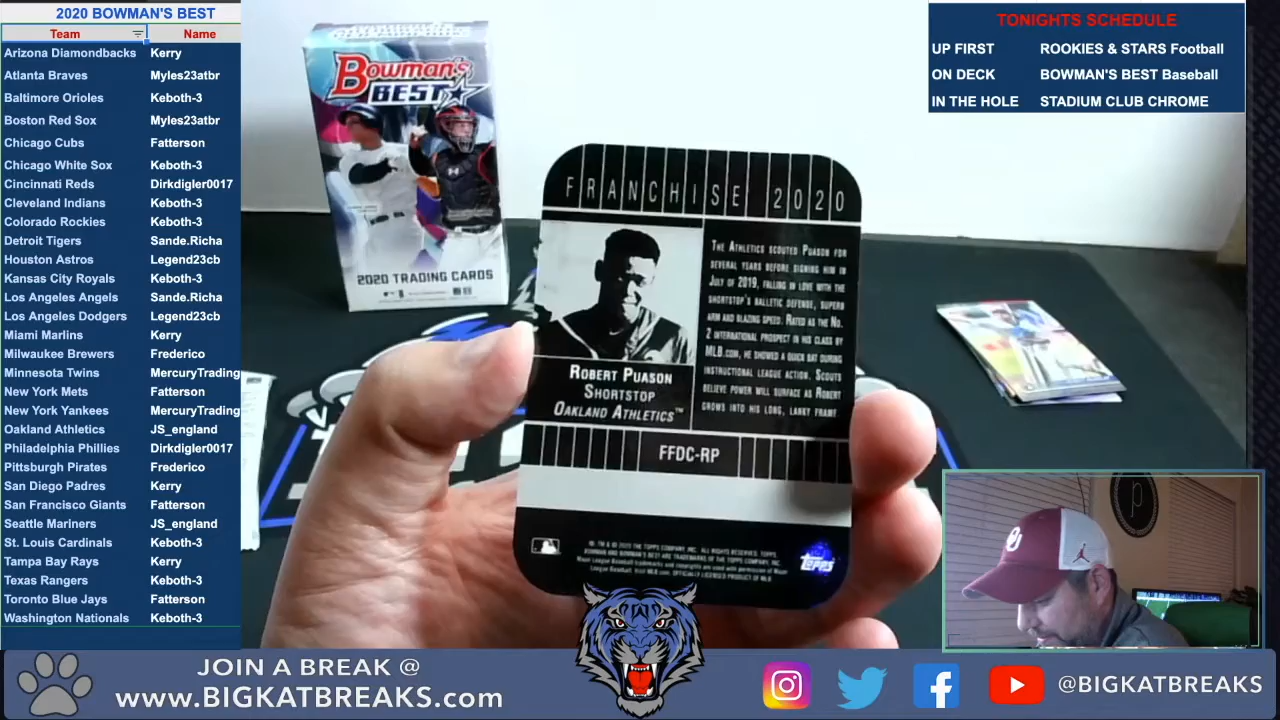 2020 BOWMAN'S BEST
Team Name
Arizona Diamondbacks Kerry
Atlanta Braves Myles23atbr
Baltimore Orioles Keboth-3
Boston Red Sox Myles23atbr
Chicago Cubs Fatterson
Chicago White Sox Keboth-3
Cincinnati Reds Dirkdigler0017
Cleveland Indians Keboth-3
Colorado Rockies Keboth-3
Detroit Tigers Sande.Richa
Houston Astros Legend23cb
Kansas City Royals Keboth-3
Los Angeles Angels Sande.Richa
Los Angeles Dodgers Legend23cb
Miami Marlins Kerry
Milwaukee Brewers Frederico
Minnesota Twins MercuryTrading
New York Mets Fatterson
New York Yankees MercuryTrading
Oakland Athletics JS_england
Philadelphia Phillies Dirkdigler0017
Pittsburgh Pirates Frederico
San Diego Padres Kerry
San Francisco Giants Fatterson
Seattle Mariners JS_england
St. Louis Cardinals Keboth-3
Tampa Bay Rays Kerry
Texas Rangers Keboth-3
Toronto Blue Jays Fatterson
Washington Nationals Keboth-3
TONIGHTS SCHEDULE
UP FIRST ROOKIES & STARS Football
ON DECK BOWMAN'S BEST Baseball
IN THE HOLE STADIUM CLUB CHROME
Bowman's
BEST
2020 TRADING CARDS
FRANCHISE 2020
THE ATHLETICS SCOUTED PUASON FOR
SEVERAL YEARS BEFORE SIGNING HIM IN
JULY OF 2019, FALLING IN LOVE WITH THE
SHORTSTOP'S BALLETIC DEFENSE, SUPERB
ARM AND BLAZING SPEED. RATED AS THE NO.
2 INTERNATIONAL PROSPECT IN HIS CLASS BY
MLB.COM, HE SHOWED A QUICK BAT DURING
INSTRUCTIONAL LEAGUE ACTION. SCOUTS
BELIEVE POWER WILL SURFACE AS ROBERT
GROWS INTO HIS LONG, LANKY FRAME
ROBERT PUASON
SHORTSTOP
OAKLAND ATHLETICS™
FFDC-RP
Topps
JOIN A BREAK @
www.BIGKATBREAKS.com
@BIGKATBREAKS